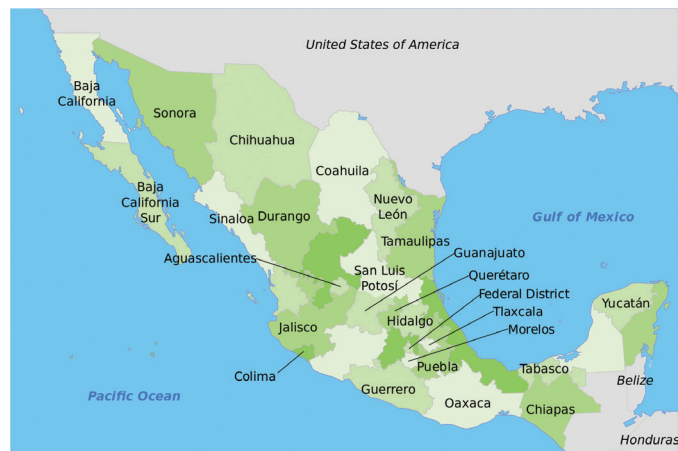 United States of America
Baja
California
Sonora
Chihuahua
Coahuila
Baja
California
Sur
Sinaloa
Durango
Nuevo
León
Gulf of Mexico
Tamaulipas
Aguascalientes
San Luis
Potosí
Guanajuato
Querétaro
Federal District
Tlaxcala
Morelos
Yucatán
Hidalgo
Jalisco
Colima
Puebla
Tabasco
Belize
Guerrero
Oaxaca
Chiapas
Pacific Ocean
Honduras